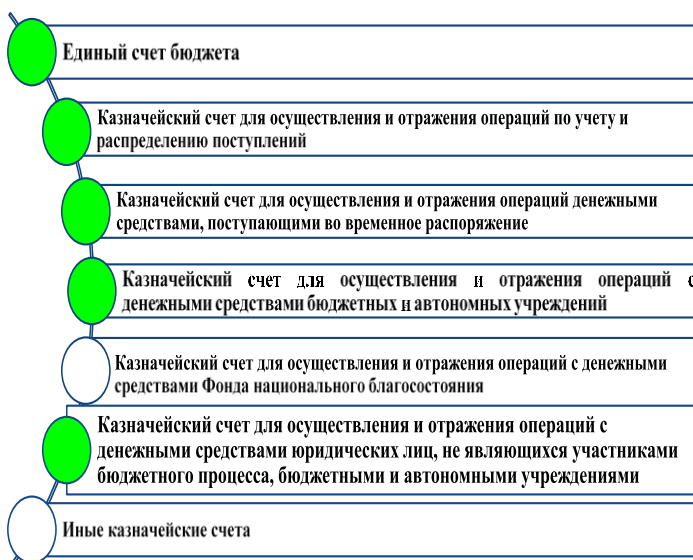 Единый счет бюджета
Казначейский счет для осуществления и отражения операций по учету и
распределению поступлений
Казначейский счет для осуществления и отражения операций денежными
средствами, поступающими во временное распоряжение
Казначейский счет для осуществления и отражения операций с
денежными средствами бюджетных и автономных учреждений
Казначейский счет для осуществления и отражения операций с денежными
средствами Фонда национального благосостояния
Казначейский счет для осуществления и отражения операций с
денежными средствами юридических лиц, не являющихся участниками
бюджетного процесса, бюджетными и автономными учреждениями
Иные казначейские счета